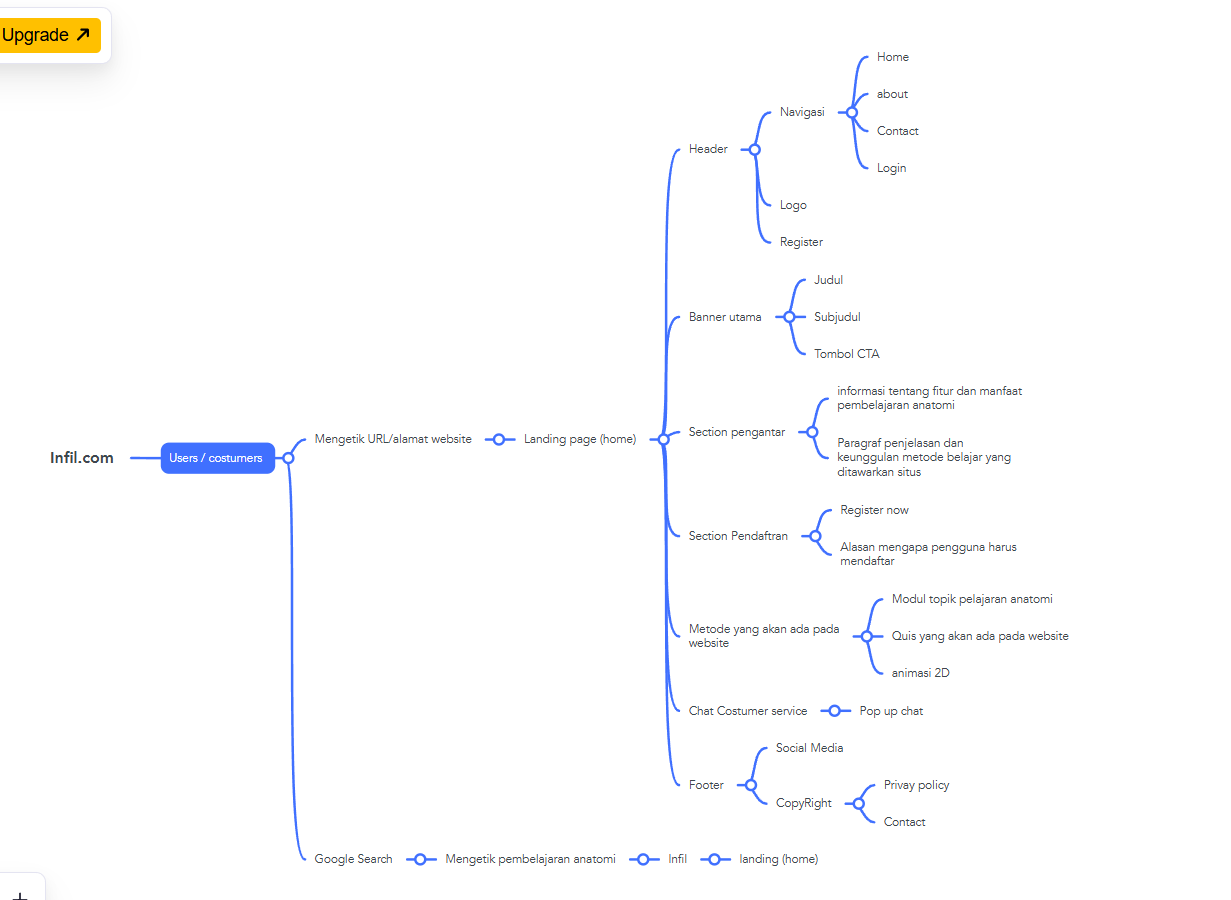 Upgrade
Infil.com
Users / costumers
Mengetik URL/alamat website
Landing page (home)
Header
Navigasi
Home
about
Contact
Login
Logo
Register
Banner utama
Judul
Subjudul
Tombol CTA
Section pengantar
informasi tentang fitur dan manfaat
pembelajaran anatomi
Paragraf penjelasan dan
keunggulan metode belajar yang
ditawarkan situs
Section Pendaftran
Register now
Alasan mengapa pengguna harus
mendaftar
Metode yang akan ada pada
website
Modul topik pelajaran anatomi
Quis yang akan ada pada website
animasi 2D
Chat Costumer service
Pop up chat
Footer
Social Media
CopyRight
Privay policy
Contact
Google Search
Mengetik pembelajaran anatomi
Infil
landing (home)